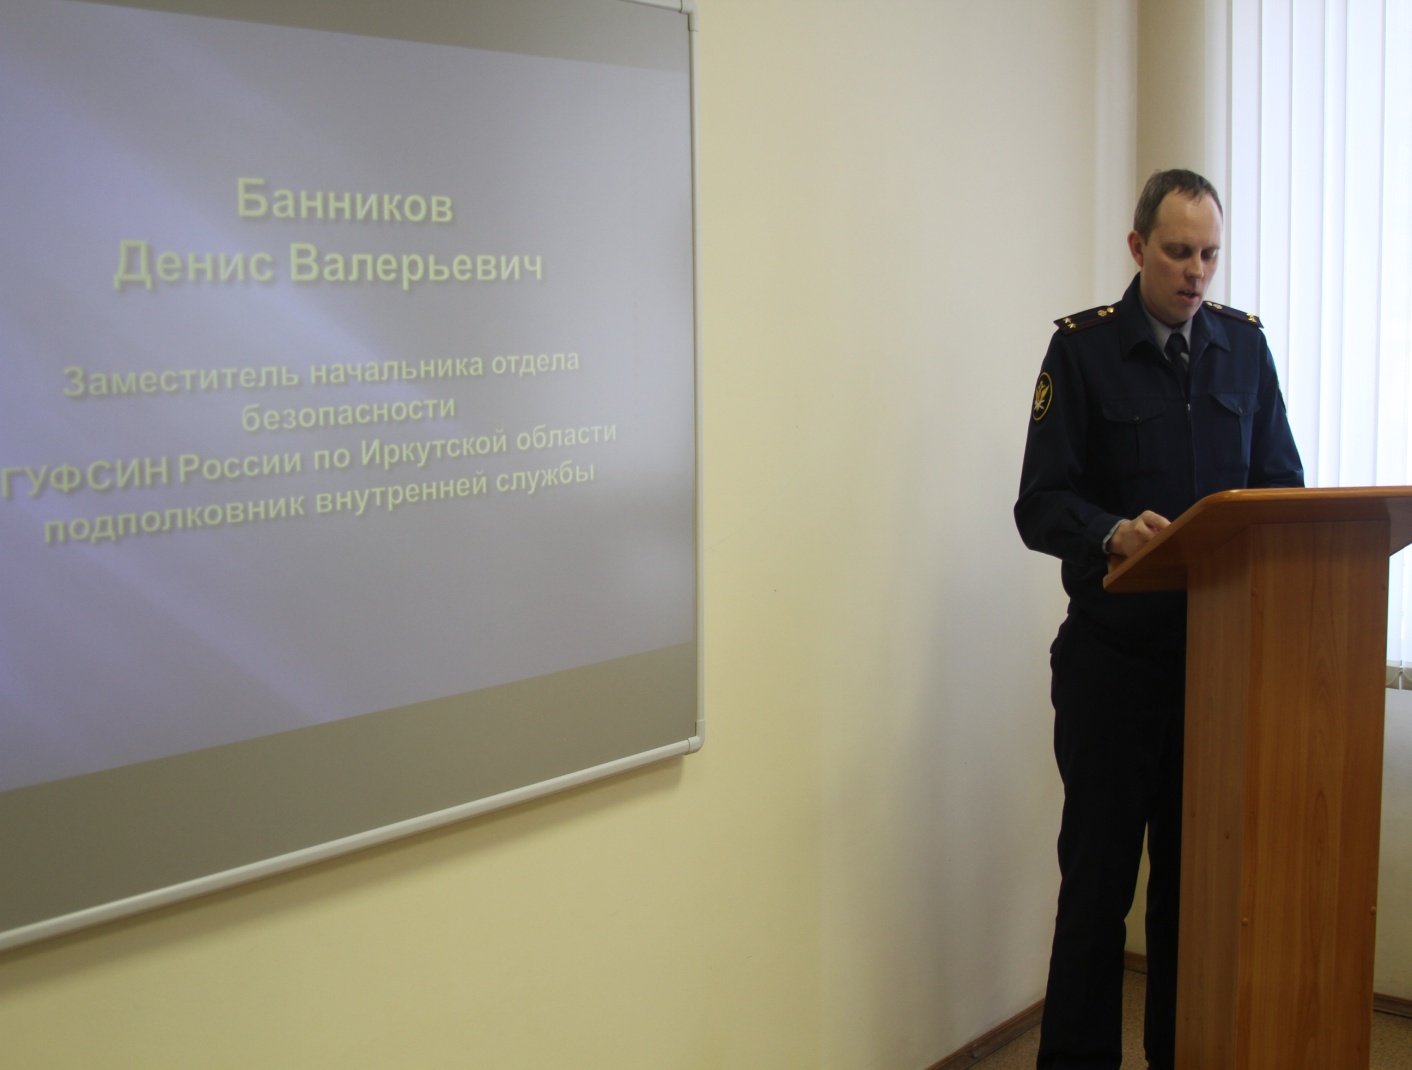 Банников
Денис Валерьевич
Заместитель начальника отдела
безопасности
ГУФСИН России по Иркутской области
подполковник внутренней службы